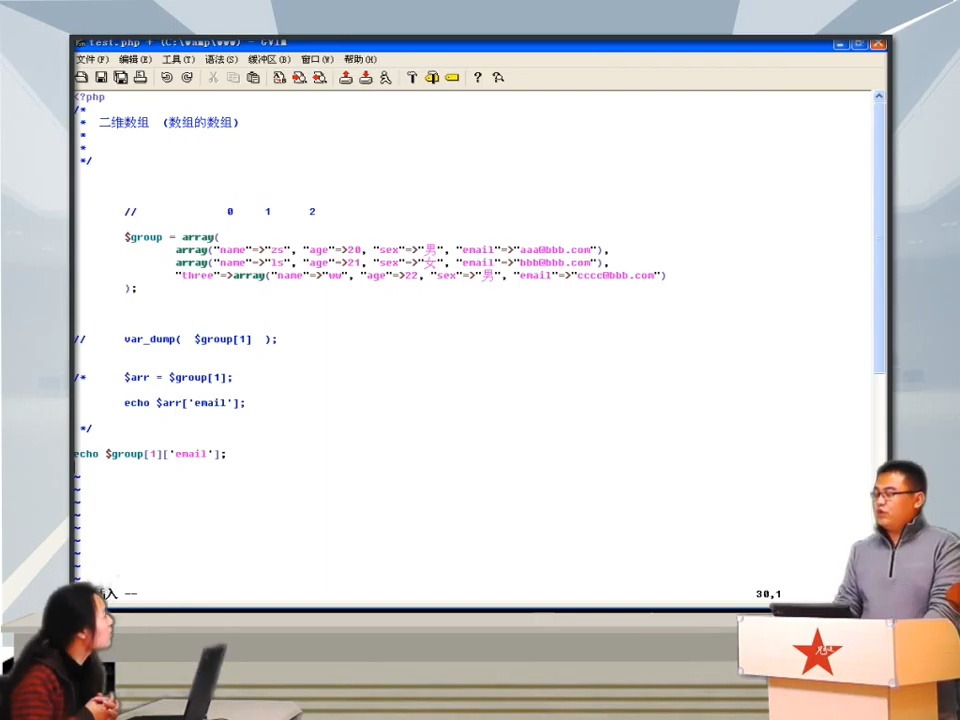 test.php + (C:\wamp\www) - GVIM
文件(F) 编辑(E) 工具(T) 语法(S) 缓冲区(B) 窗口(W) 帮助(H)
<?php
/*
* 二维数组 (数组的数组)
*
*
*/
// 0 1 2
$group = array(
array("name"=>"zs", "age"=>20, "sex"=>"男", "email"=>"aaa@bbb.com"),
array("name"=>"ls", "age"=>21, "sex"=>"女", "email"=>"bbb@bbb.com"),
"three"=>array("name"=>"ww", "age"=>22, "sex"=>"男", "email"=>"cccc@bbb.com")
);
// var_dump( $group[1] );
/* $arr = $group[1];
echo $arr['email'];
*/
echo $group[1]['email'];
~
~
~
~
~
~
~
~
~
入 --
30,1